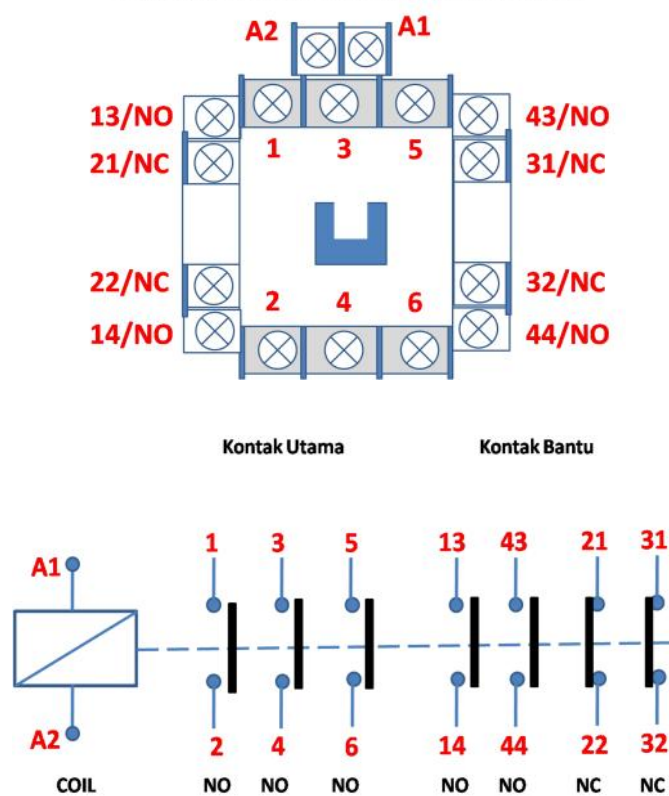 A2 A1
13/NO 43/NO
21/NC 1 3 5 31/NC
22/NC 2 4 6 32/NC
14/NO 44/NO
Kontak Utama Kontak Bantu
1 3 5 13 43 21 31
A1
A2
2 4 6 14 44 22 32
COIL NO NO NO NO NO NC NC